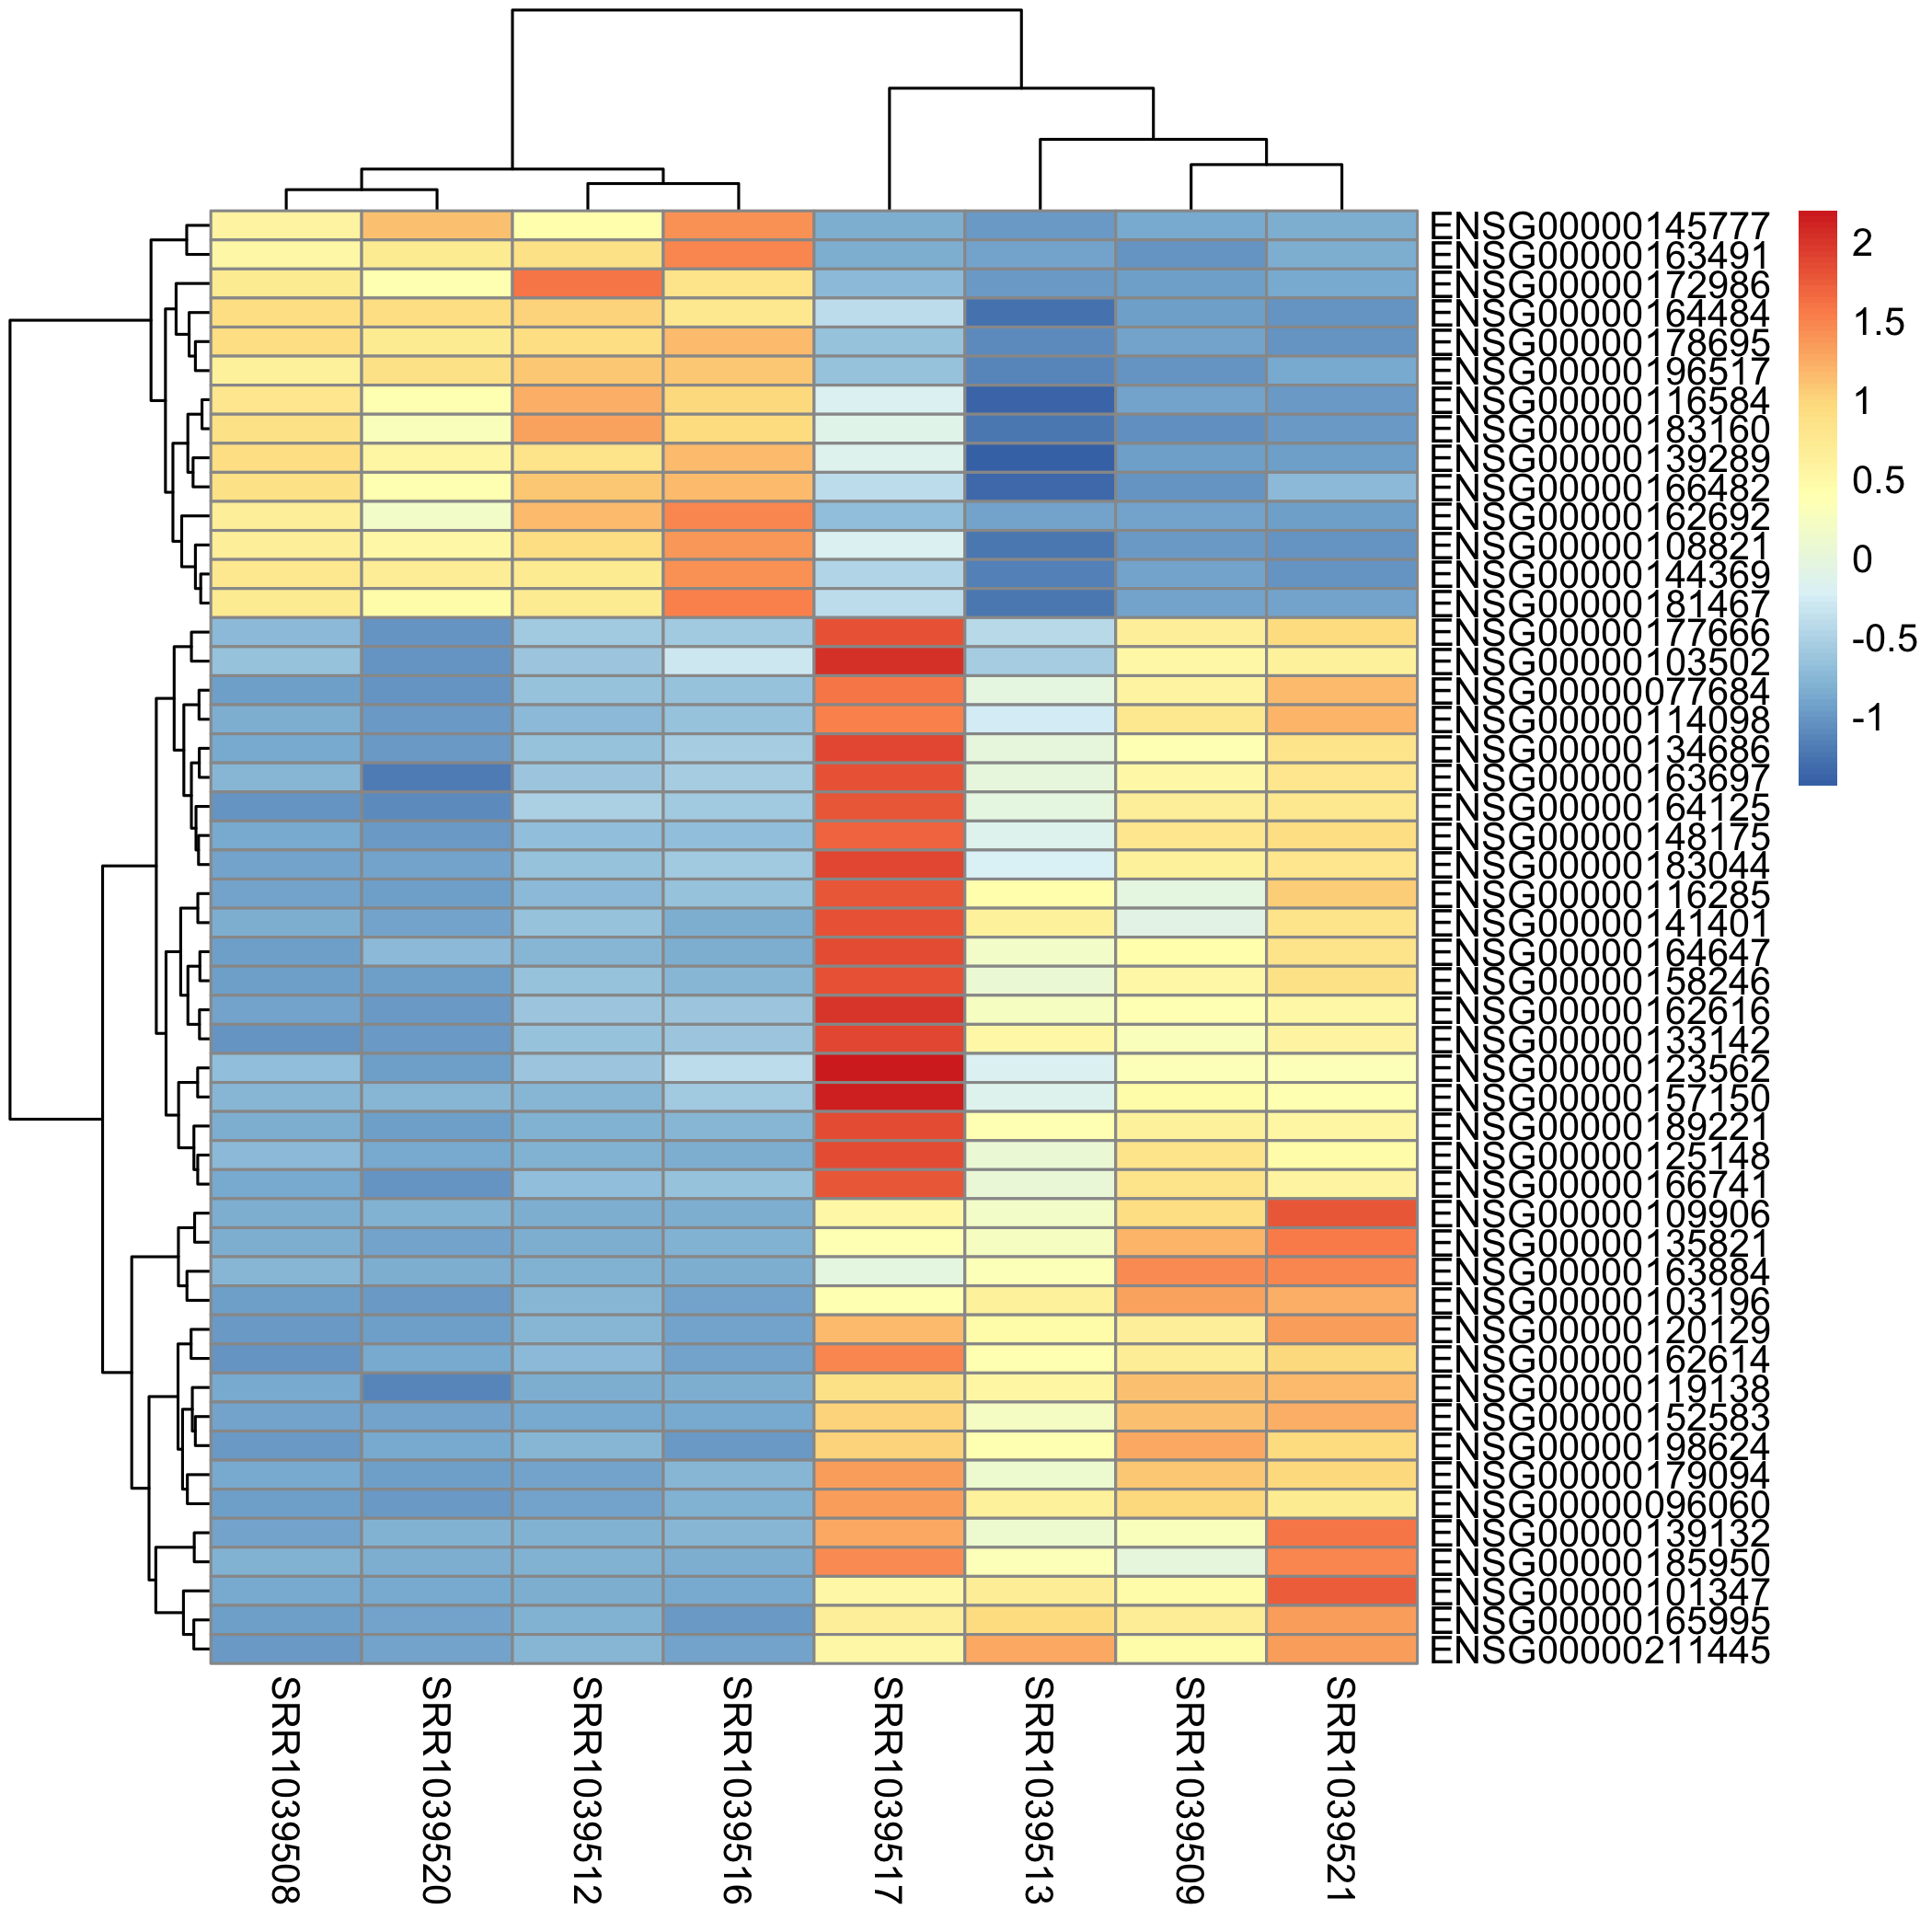 ENSG00000145777
ENSG00000163491
ENSG00000172986
ENSG00000164484
ENSG00000178695
ENSG00000196517
ENSG00000116584
ENSG00000183160
ENSG00000139289
ENSG00000166482
ENSG00000162692
ENSG00000108821
ENSG00000144369
ENSG00000181467
ENSG00000177666
ENSG00000103502
ENSG00000077684
ENSG00000114098
ENSG00000134686
ENSG00000163697
ENSG00000164125
ENSG00000148175
ENSG00000183044
ENSG00000116285
ENSG00000141401
ENSG00000164647
ENSG00000158246
ENSG00000162616
ENSG00000133142
ENSG00000123562
ENSG00000157150
ENSG00000189221
ENSG00000125148
ENSG00000166741
ENSG00000109906
ENSG00000135821
ENSG00000163884
ENSG00000103196
ENSG00000120129
ENSG00000162614
ENSG00000119138
ENSG00000152583
ENSG00000198624
ENSG00000179094
ENSG00000096060
ENSG00000139132
ENSG00000185950
ENSG00000101347
ENSG00000165995
ENSG00000211445
2
1.5
1
0.5
0
-0.5
-1
SRR1039508
SRR1039520
SRR1039512
SRR1039516
SRR1039517
SRR1039513
SRR1039509
SRR1039521